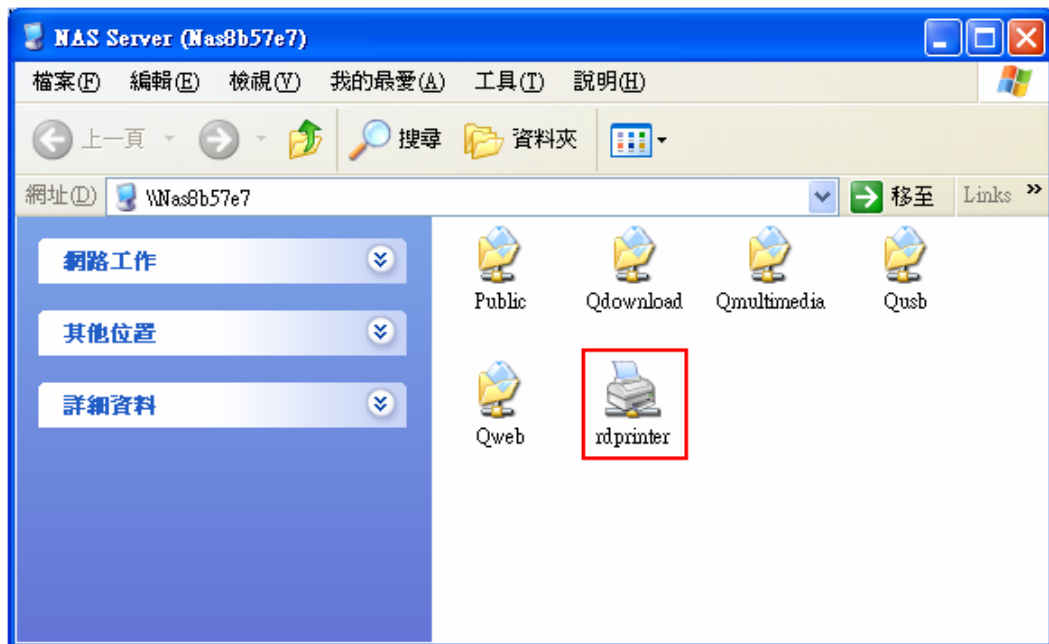 NAS Server (Nas8b57e7)
檔案(F) 編輯(E) 檢視(V) 我的最愛(A) 工具(T) 說明(H)
上一頁 搜尋 資料夾
網址(D) \\Nas8b57e7 移至 Links »
網路工作
其他位置
詳細資料
Public Qdownload Qmultimedia Qusb
Qweb rdprinter